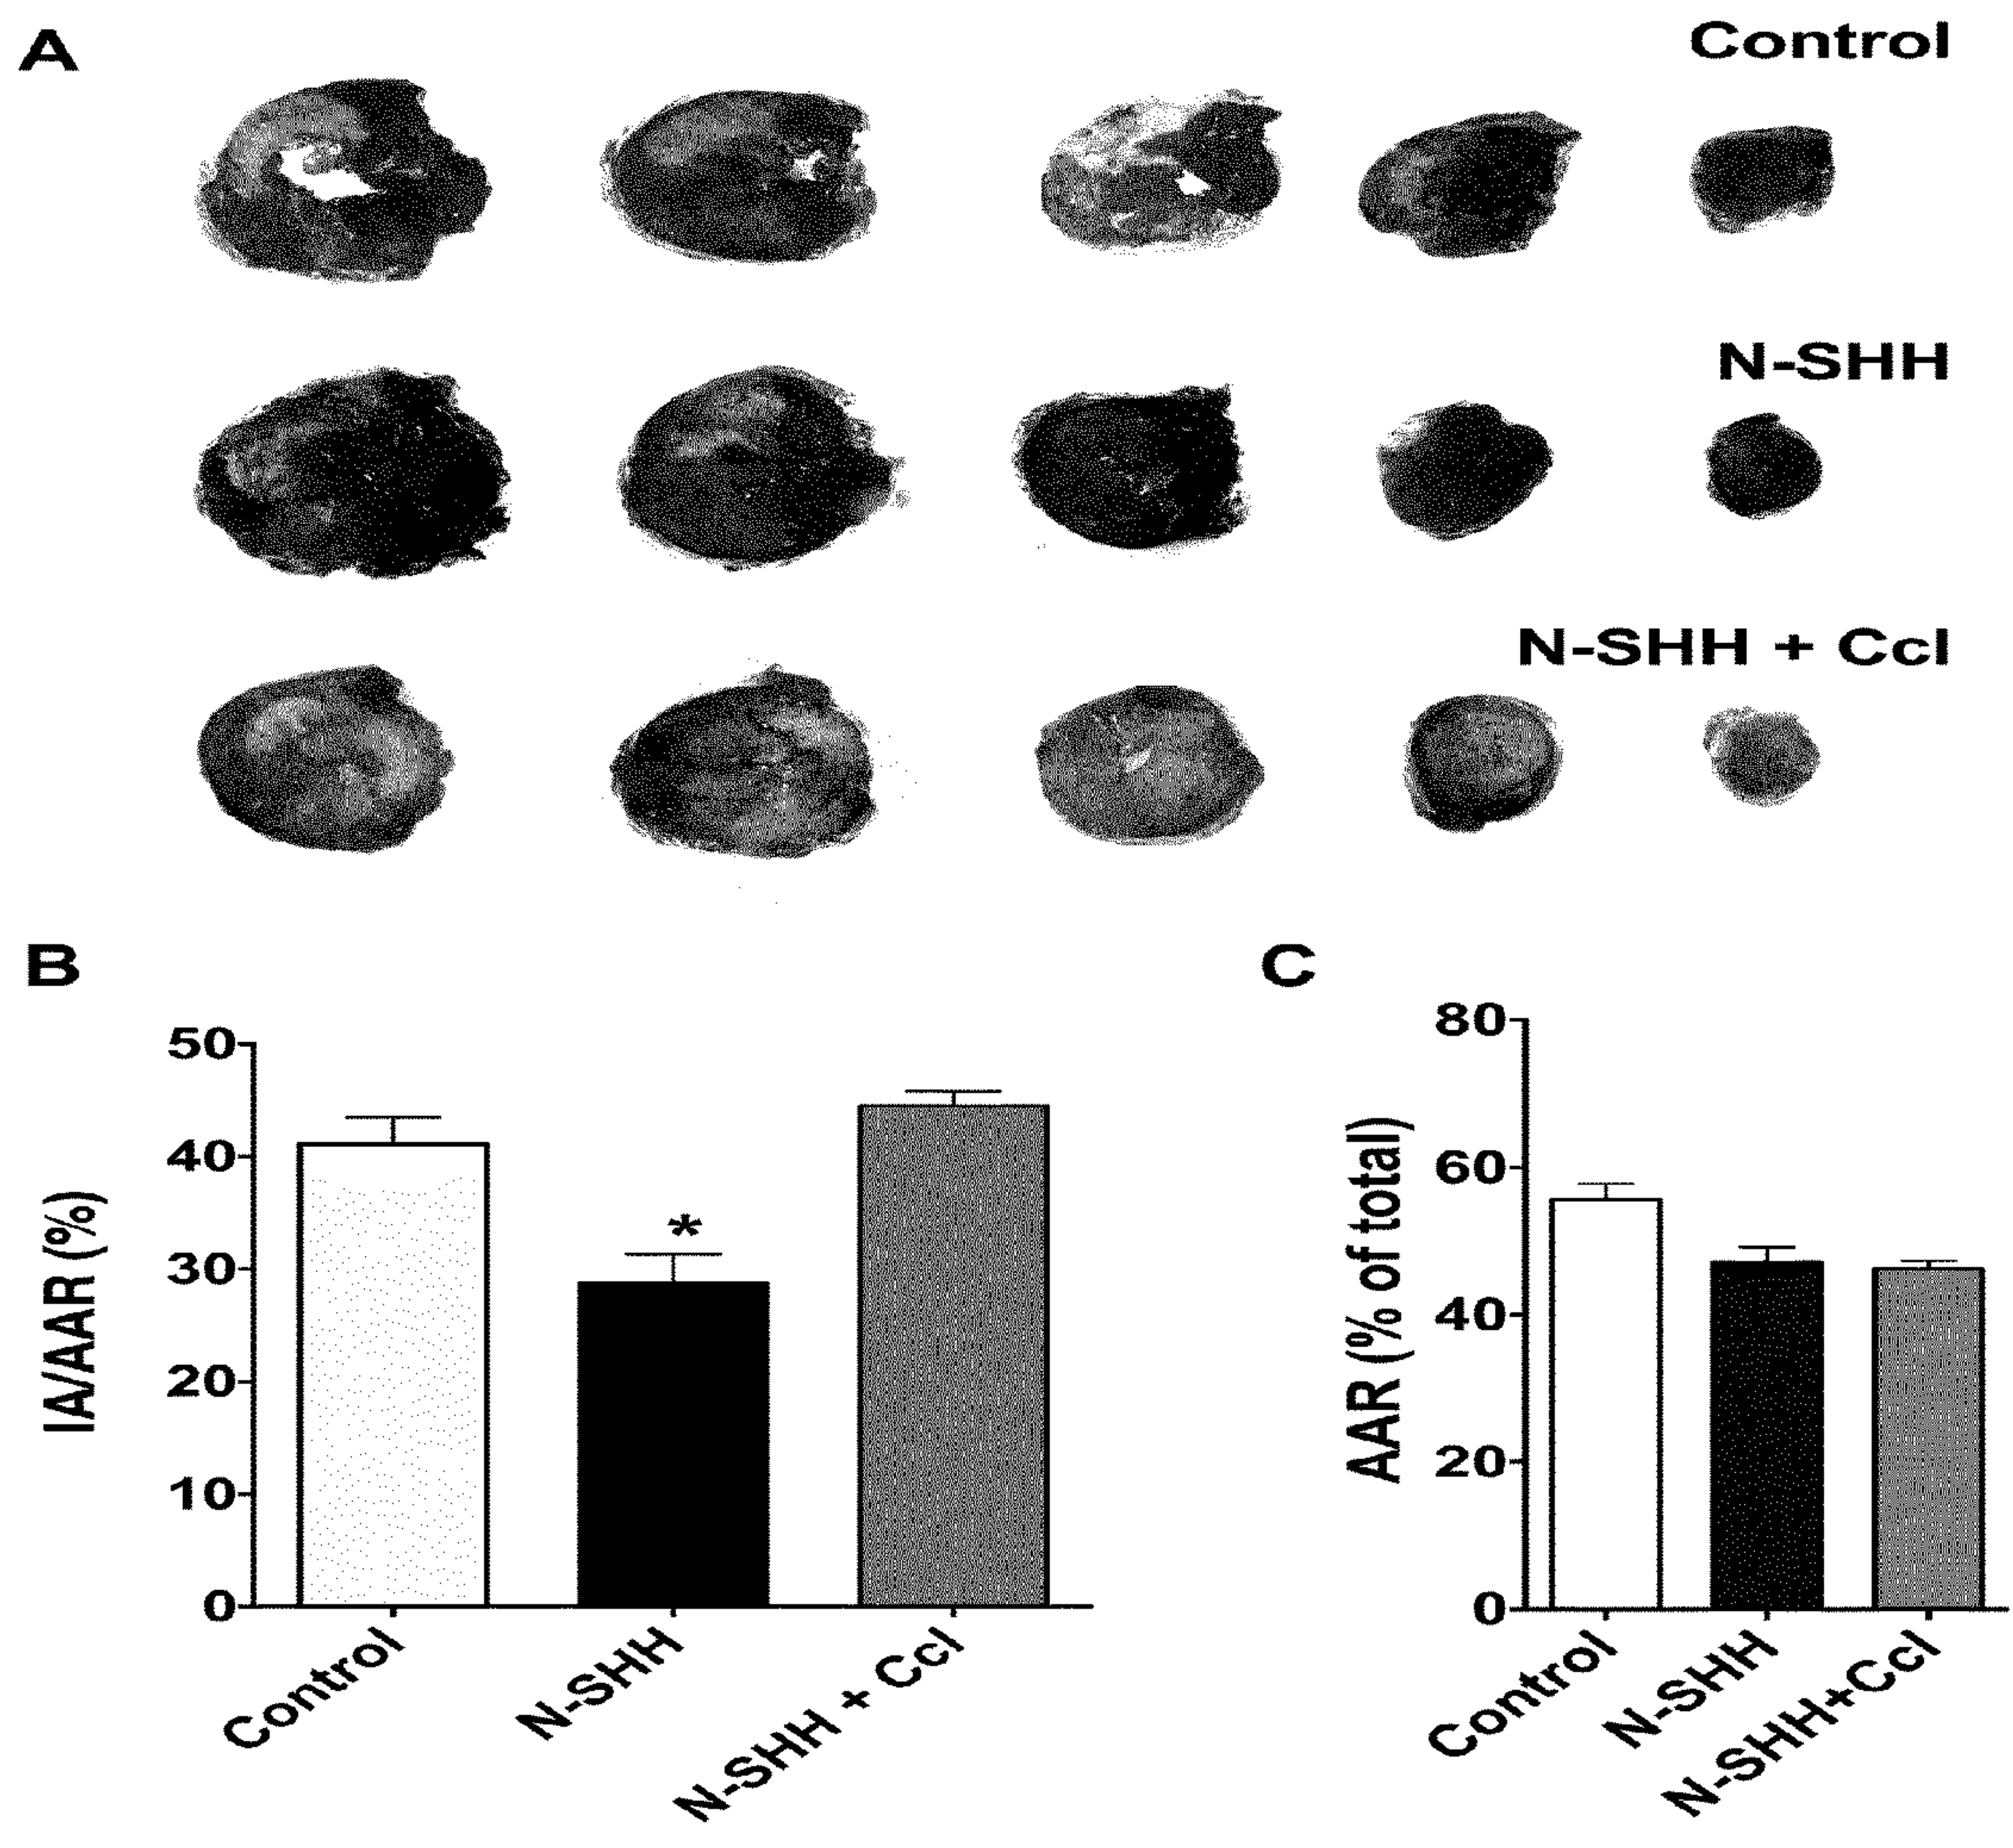 A
Control
N-SHH
N-SHH + Ccl
B
50
40
30
20
10
0
IA/AAR (%)
*
Control
N-SHH
N-SHH + Ccl
C
80
60
40
20
0
AAR (% of total)
Control
N-SHH
N-SHH+Ccl